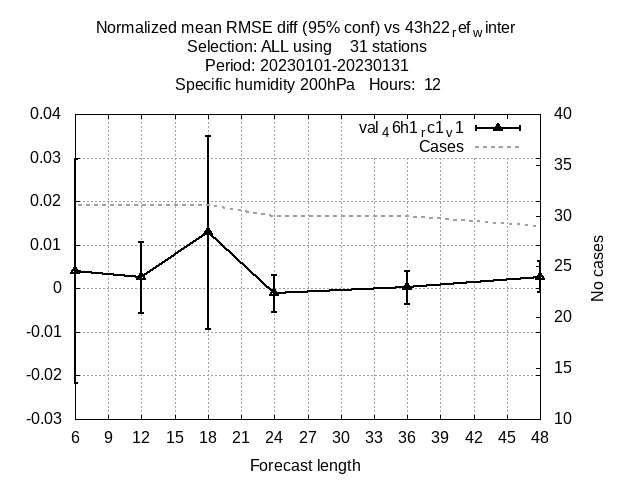 Normalized mean RMSE diff (95% conf) vs 43h22ref winter
Selection: ALL using 31 stations
Period: 20230101-20230131
Specific humidity 200hPa Hours: 12
val46h1rc1v1
Cases
0.04
0.03
0.02
0.01
0
-0.01
-0.02
-0.03
40
35
30
25
20
15
10
No cases
6 9 12 15 18 21 24 27 30 33 36 39 42 45 48
Forecast length